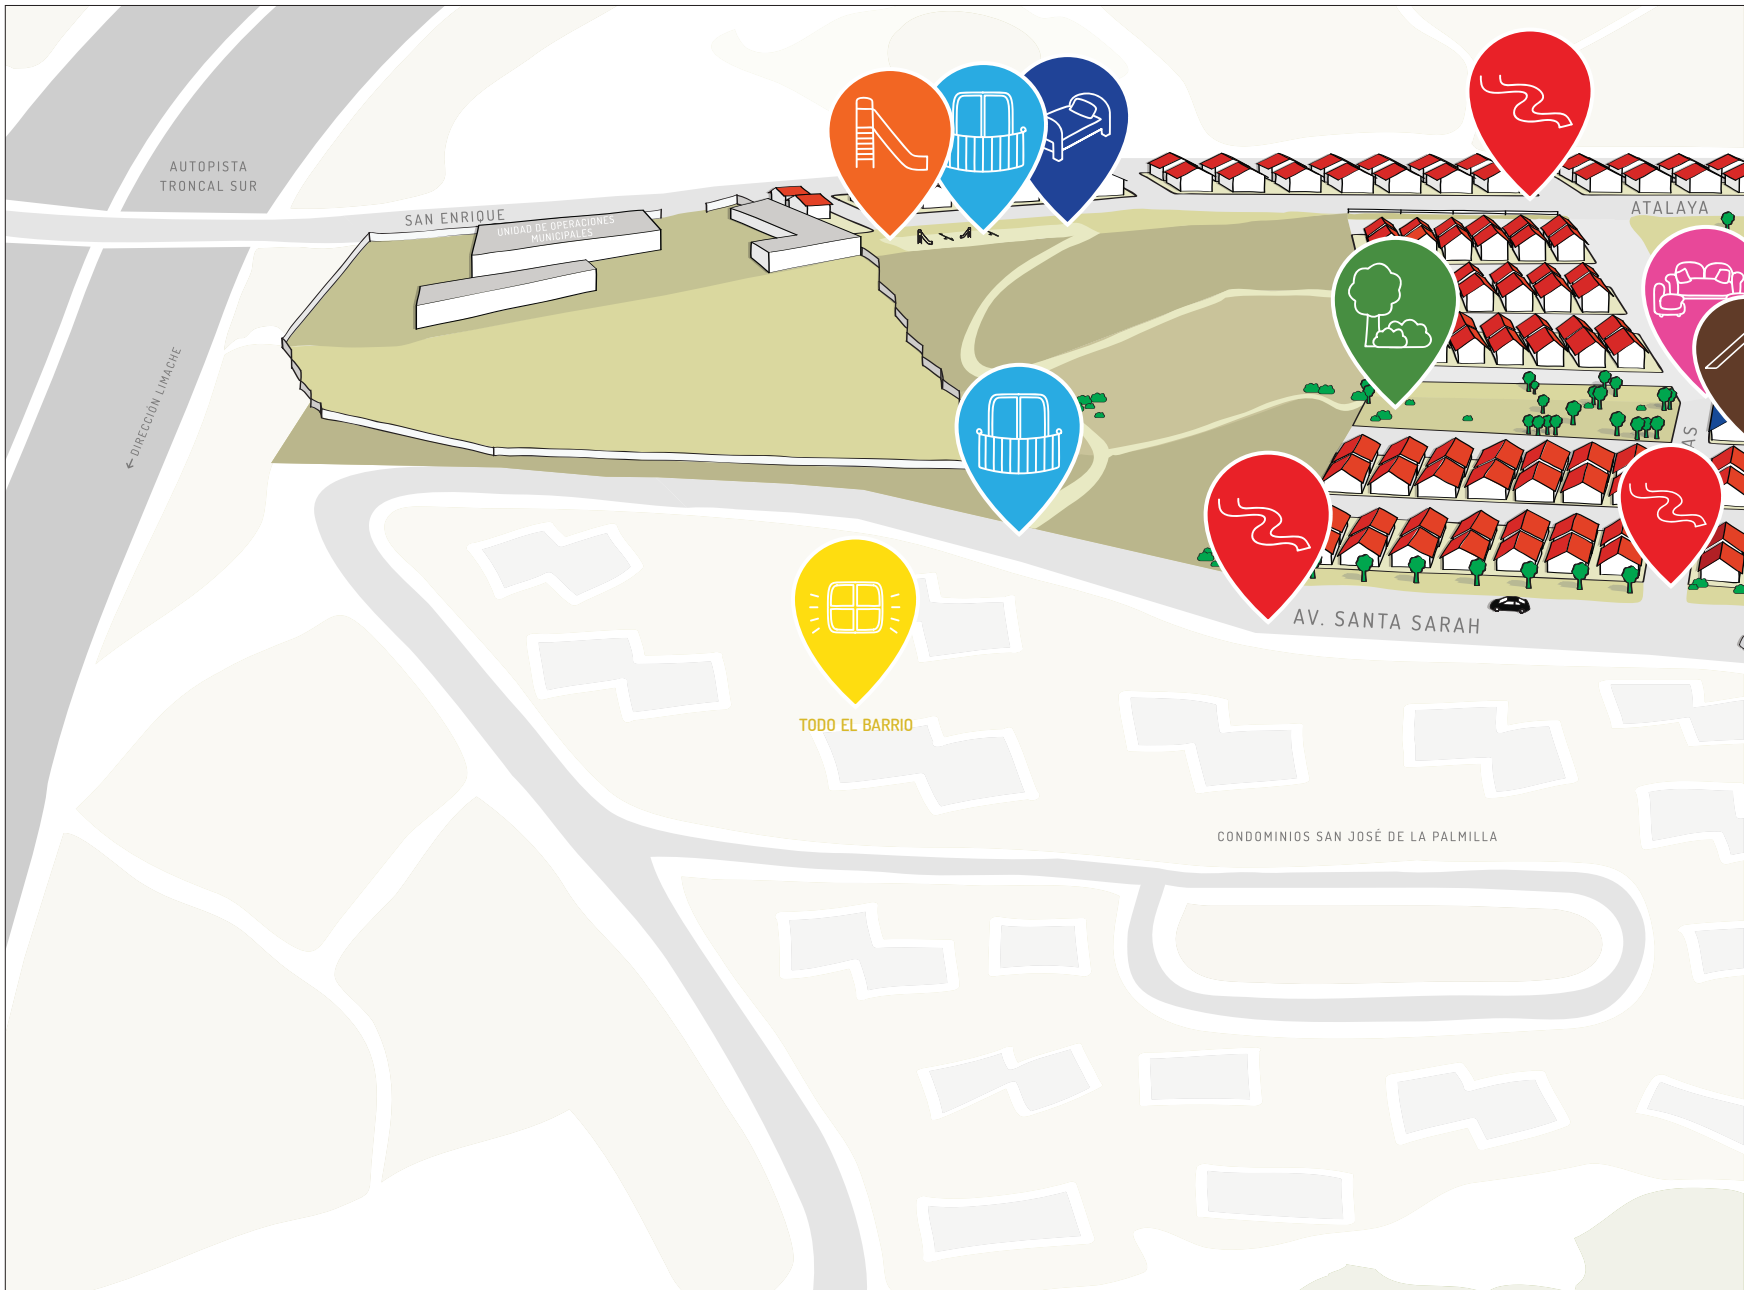 AUTOPISTA
TRONCAL SUR
SAN ENRIQUE
UNIDAD DE OPERACIONES
MUNICIPALES
ATALAYA
← DIRECCIÓN LIMACHE
AS
AV. SANTA SARAH
TODO EL BARRIO
CONDOMINIOS SAN JOSÉ DE LA PALMILLA